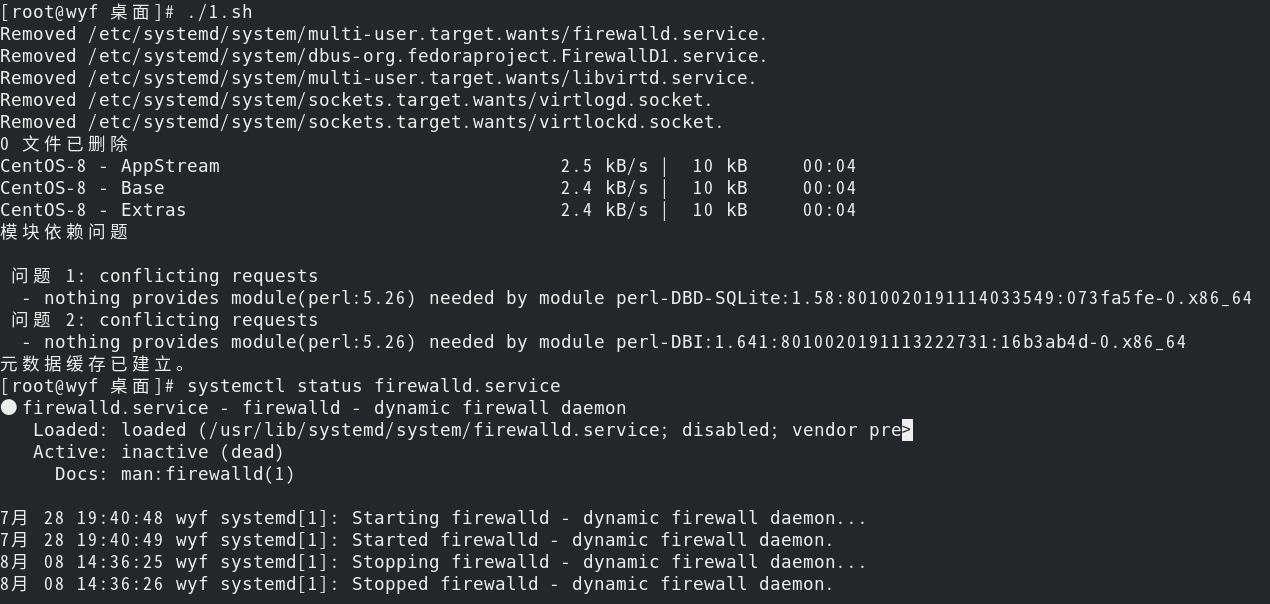 [root@wyf 桌面]# ./1.sh
Removed /etc/systemd/system/multi-user.target.wants/firewalld.service.
Removed /etc/systemd/system/dbus-org.fedoraproject.FirewallD1.service.
Removed /etc/systemd/system/multi-user.target.wants/libvirtd.service.
Removed /etc/systemd/system/sockets.target.wants/virtlogd.socket.
Removed /etc/systemd/system/sockets.target.wants/virtlockd.socket.
0 文件已删除
CentOS-8 - AppStream 2.5 kB/s | 10 kB 00:04
CentOS-8 - Base 2.4 kB/s | 10 kB 00:04
CentOS-8 - Extras 2.4 kB/s | 10 kB 00:04
模块依赖问题
问题 1: conflicting requests
- nothing provides module(perl:5.26) needed by module perl-DBD-SQLite:1.58:8010020191114033549:073fa5fe-0.x86_64
问题 2: conflicting requests
- nothing provides module(perl:5.26) needed by module perl-DBI:1.641:8010020191113222731:16b3ab4d-0.x86_64
元数据缓存已建立。
[root@wyf 桌面]# systemctl status firewalld.service
● firewalld.service - firewalld - dynamic firewall daemon
Loaded: loaded (/usr/lib/systemd/system/firewalld.service; disabled; vendor pre>
Active: inactive (dead)
Docs: man:firewalld(1)
7月 28 19:40:48 wyf systemd[1]: Starting firewalld - dynamic firewall daemon...
7月 28 19:40:49 wyf systemd[1]: Started firewalld - dynamic firewall daemon.
8月 08 14:36:25 wyf systemd[1]: Stopping firewalld - dynamic firewall daemon...
8月 08 14:36:26 wyf systemd[1]: Stopped firewalld - dynamic firewall daemon.